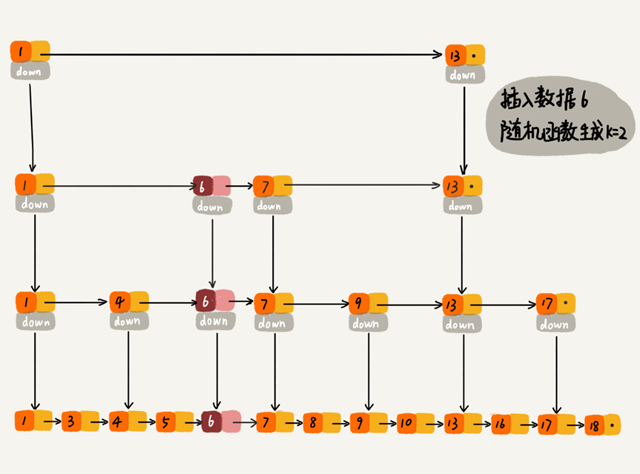 1 13
down down
插入数据6
随机函数生成K=2
1 6 7 13
down down down down
1 4 6 7 9 13 17
down down down down down down down
1 3 4 5 6 7 8 9 10 13 16 17 18